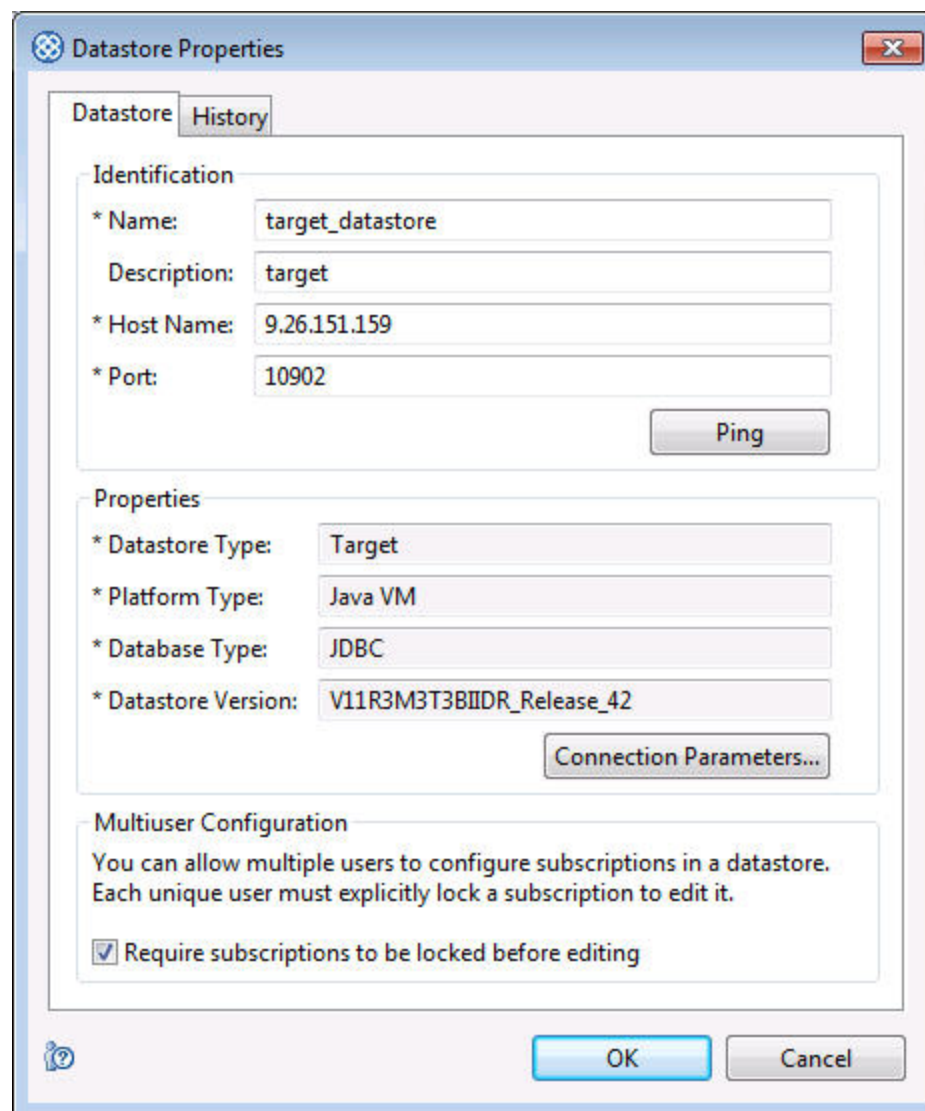 Datastore Properties
Datastore History
Identification
* Name: target_datastore
Description: target
* Host Name: 9.26.151.159
* Port: 10902
Ping
Properties
* Datastore Type: Target
* Platform Type: Java VM
* Database Type: JDBC
* Datastore Version: V11R3M3T3BIIDR_Release_42
Connection Parameters...
Multiuser Configuration
You can allow multiple users to configure subscriptions in a datastore.
Each unique user must explicitly lock a subscription to edit it.
Require subscriptions to be locked before editing
OK Cancel